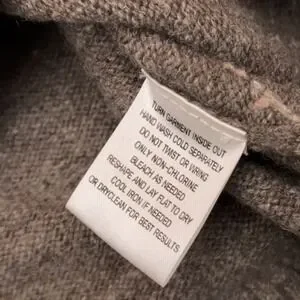 TURN GARMENT INSIDE OUT
HAND WASH COLD SEPARATELY
DO NOT TWIST OR WRING
ONLY NON-CHLORINE
BLEACH AS NEEDED
RESHAPE AND LAY FLAT TO DRY
COOL IRON IF NEEDED
OR DRYCLEAN FOR BEST RESULTS